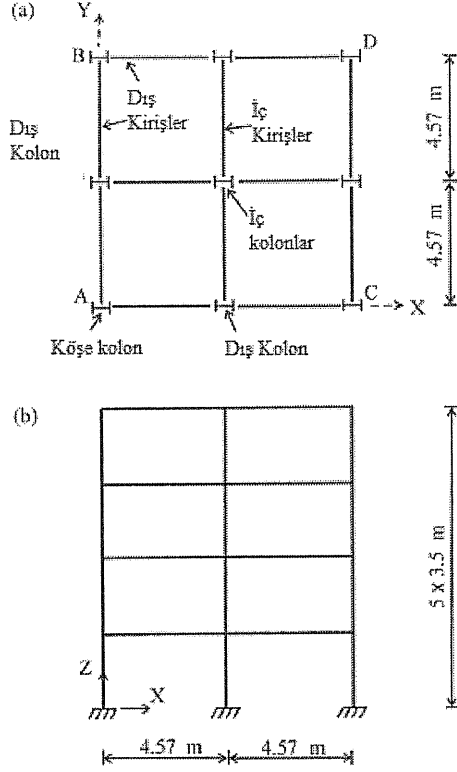 (a)
Y
B
D
Dış
Kirişler
İç
Kirişler
Dış
Kolon
4.57 m
4.57 m
İç
kolonlar
A
C
X
Köşe kolon
Dış Kolon
(b)
5 x 3.5 m
Z
X
4.57 m
4.57 m